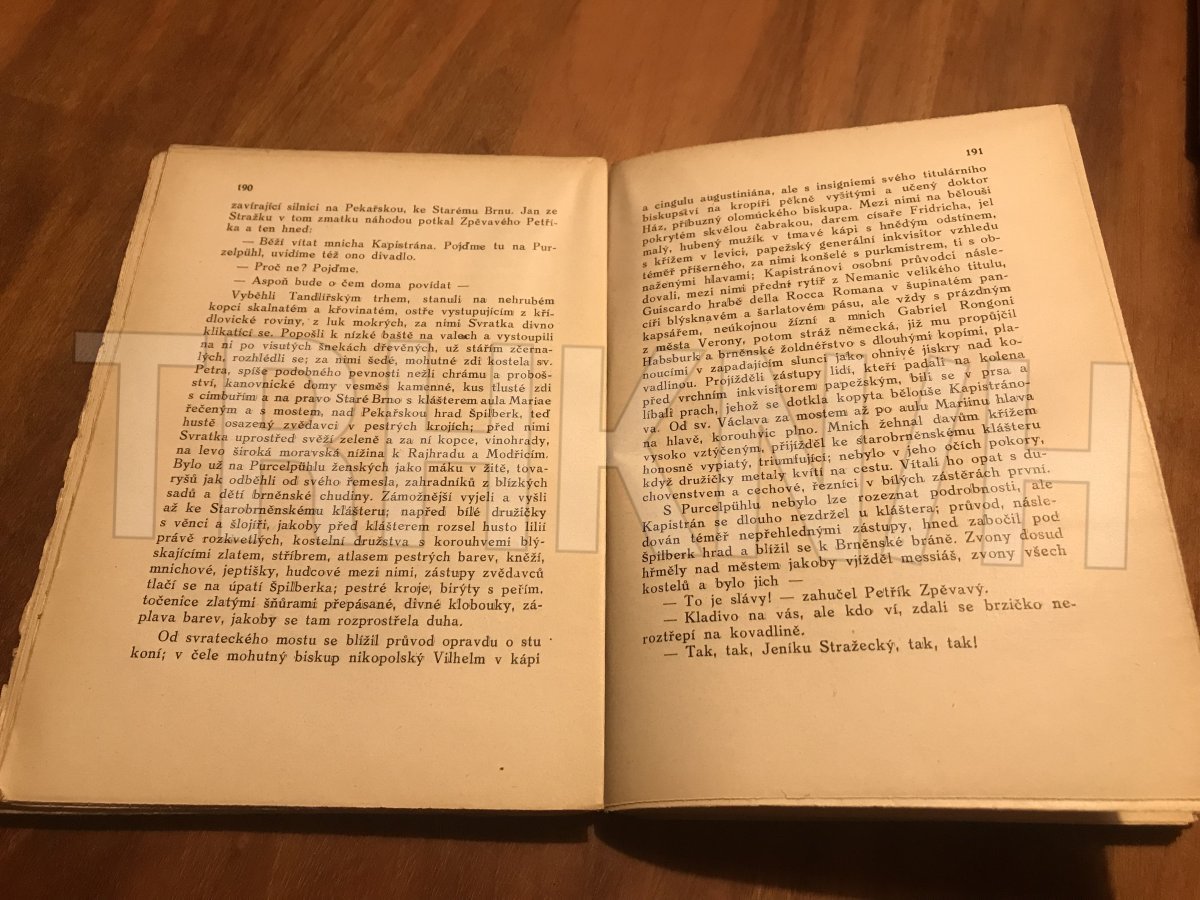 190
zavírající silnici na Pekařskou, ke Starému Brnu. Jan ze
Stražku v tom zmatku náhodou potkal Zpěvavého Petří-
ka a ten hned:
— Běží vítat mnicha Kapistrána. Pojďme tu na Pur-
zelpühl, uvidíme též ono divadlo.
— Proč ne? Pojďme.
— Aspoň bude o čem doma povídat —
Vyběhli Tandlířským trhem, stanuli na nehrubém
kopci skalnatém a křovinatém, ostře vystupujícím z kří-
dlovické roviny, z luk mokrých, za nimi Svratka divno
klikatící se. Popošli k nízké baště na valech a vystoupili
na ni po visutých šnekách dřevěných, už stářím zčerna-
lých, rozhlédli se; za nimi šedé, mohutné zdi kostela sv.
Petra, spíše podobného pevnosti nežli chrámu a probo-
ství, kanovnické domy vesměs kamenné, kus tlusté zdi
s cimbuřím a na pravo Staré Brno s klášterem aula Mariae
řečeným a s mostem, nad Pekařskou hrad Špilberk, teď
hustě osazený zvědavci v pestrých krojích; před nimi
Svratka uprostřed svěží zeleně a za ní kopce, vinohrady,
na levo široká moravská nížina k Rajhradu a Modřicím.
Bylo už na Purcelpühlu ženských jako máku v žitě, tova-
ryšů jak odběhli od svého řemesla, zahradníků z blízkých
sadů a dětí brněnské chudiny. Zámožnější vyjeli a vyšli
až ke Starobrněnskému klášteru; napřed bílé družičky
s věnci a šlojíři, jakoby před klášterem rozsel husto lilií
právě rozkvetlých, kostelní družstva s korouhvemi blý-
skajícími zlatem, stříbrem, atlasem pestrých barev, kněží,
mnichové, jeptišky, hudcové mezi nimi, zástupy zvědavců
tlačí se na úpatí Špilberka; pestré kroje, birýty s peřím,
točenice zlatými šňůrami přepásané, divné klobouky, zá-
plava barev, jakoby se tam rozprostřela duha.
Od svrateckého mostu se blížil průvod opravdu o stu
koní; v čele mohutný biskup nikopolský Vilhelm v kápí
191
a cingulu augustiniána, ale s insigniemi svého titulárního
biskupství na kropíři pěkně vyšitými a učený doktor
Ház, příbuzný olomúckého biskupa. Mezi nimi na bělouši
pokrytém skvělou čabrakou, darem císaře Fridricha, jel
malý, hubený mužík v tmavé kápi s hnědým odstínem,
s křížem v levici, papežský generální inkvisitor vzhledu
téměř příšerného, za nimi konšelé s purkmistrem, ti s ob-
naženými hlavami; Kapistránovi osobní průvodci násle-
dovali, mezi nimi přední rytíř z Nemanic velikého titulu,
Guiscardo hrabě della Rocca Romana v šupinatém pan-
cíři blýsknavém a šarlatovém pásu, ale vždy s prázdným
kapsářem, neúkojnou žízní a mnich Gabriel Rongoni
z města Verony, potom stráž německá, již mu propůjčil
Habsburk a brněnské žoldnéřstvo s dlouhými kopími, pla-
noucími v zapadajícím slunci jako ohnivé jiskry nad ko-
vadlinou. Projížděli zástupy lidí, kteří padali na kolena
před vrchním inkvisitorem papežským, bili se v prsa a
líbali prach, jehož se dotkla kopyta bělouše Kapistráno-
va. Od sv. Václava za mostem až po aulu Mariinu hlava
na hlavě, korouhvic plno. Mnich žehnal davům křížem
vysoko vztýčeným, přijížděl ke starobrněnskému klášteru
honosně vypiatý, triumfující; nebylo v jeho očích pokory,
když družičky metaly kvítí na cestu. Vítali ho opat s du-
chovenstvem a cechové, řezníci v bílých zástěrách první.
S Purcelpühlu nebylo lze rozeznat podrobnosti, ale
Kapistrán se dlouho nezdržel u kláštera; průvod, násle-
dován téměř nepřehlednými zástupy, hned zabočil pod
Špilberk hrad a blížil se k Brněnské bráně. Zvony dosud
hřměly nad městem jakoby vjížděl messiáš, zvony všech
kostelů a bylo jich —
— To je slávy! — zahučel Petřík Zpěvavý.
— Kladivo na vás, ale kdo ví, zdali se brzičko ne-
roztřepí na kovadlině.
— Tak, tak, Jeníku Stražecký, tak, tak!
TRHKNIH